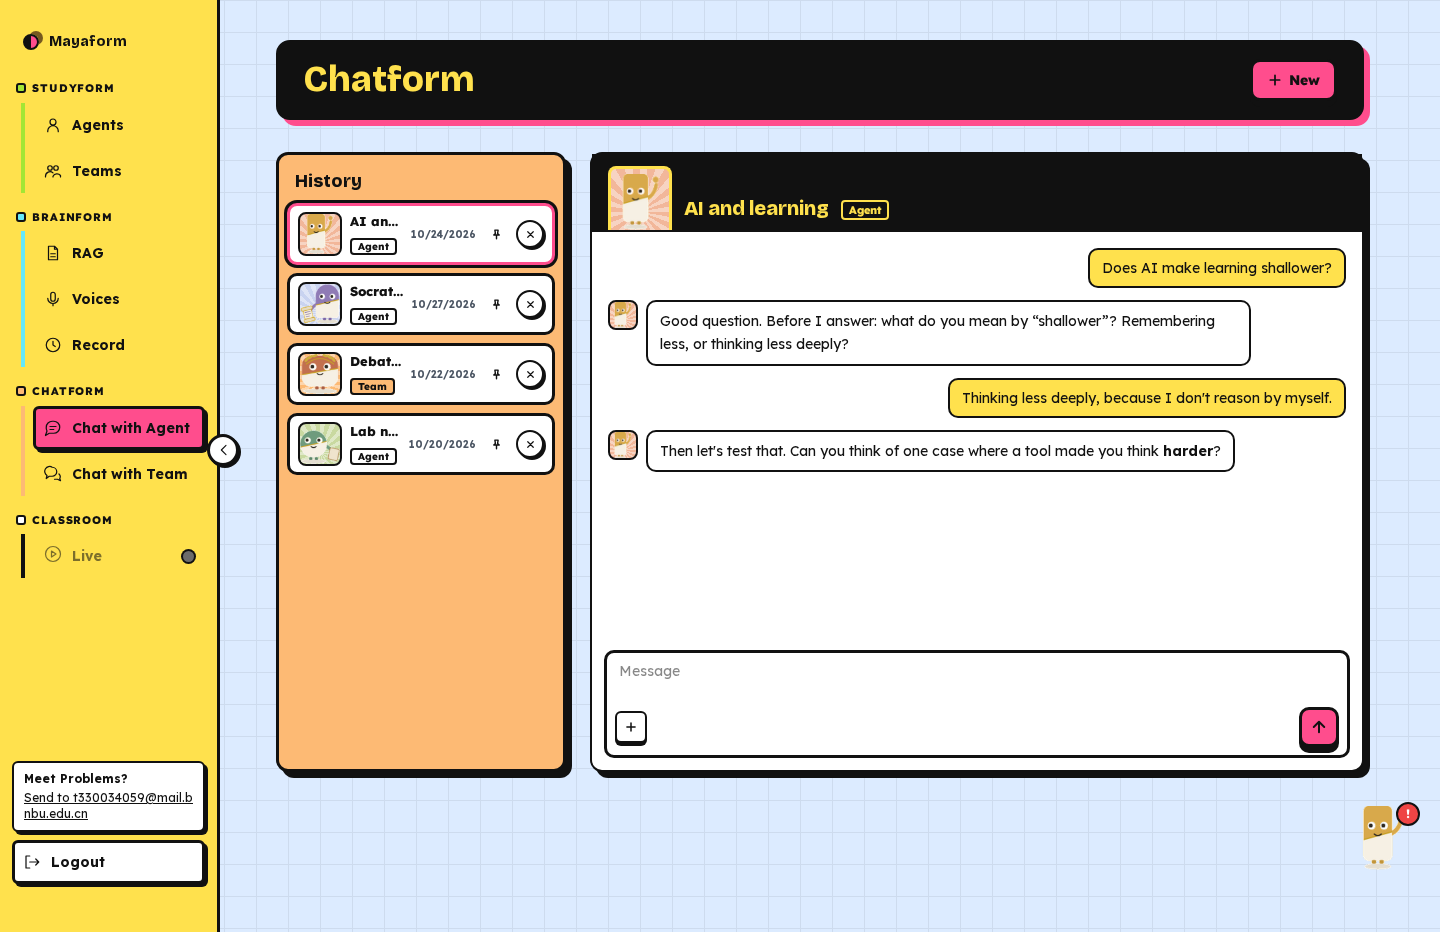 Mayaform
STUDYFORM
Agents
Teams
BRAINFORM
RAG
Voices
Record
CHATFORM
Chat with Agent
Chat with Team
CLASSROOM
Live
Meet Problems?
Send to t330034059@mail.b
nbu.edu.cn
Logout
Chatform
+ New
History
AI an...
Agent
10/24/2026
Socrat...
Agent
10/27/2026
Debat...
Team
10/22/2026
Lab n...
Agent
10/20/2026
AI and learning
Agent
Does AI make learning shallower?
Good question. Before I answer: what do you mean by “shallower”? Remembering
less, or thinking less deeply?
Thinking less deeply, because I don't reason by myself.
Then let's test that. Can you think of one case where a tool made you think harder?
Message
!